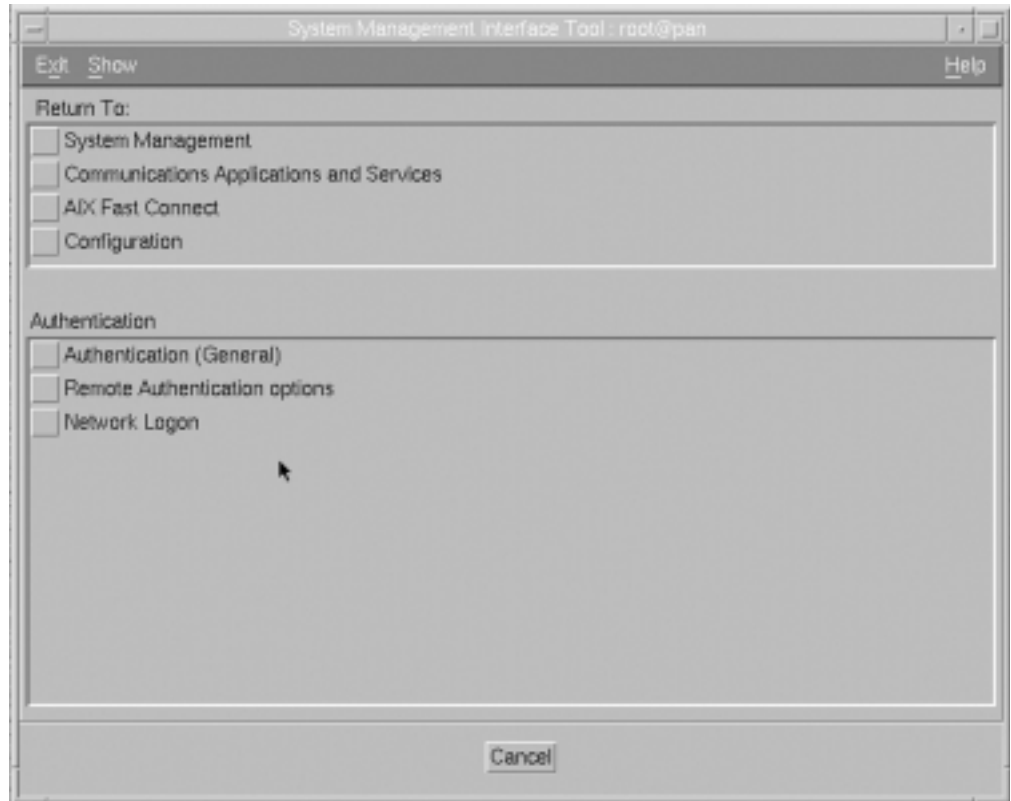 System Management Interface Tool : root@pan
Exit Show Help
Return To:
System Management
Communications Applications and Services
AIX Fast Connect
Configuration
Authentication
Authentication (General)
Remote Authentication options
Network Logon
Cancel